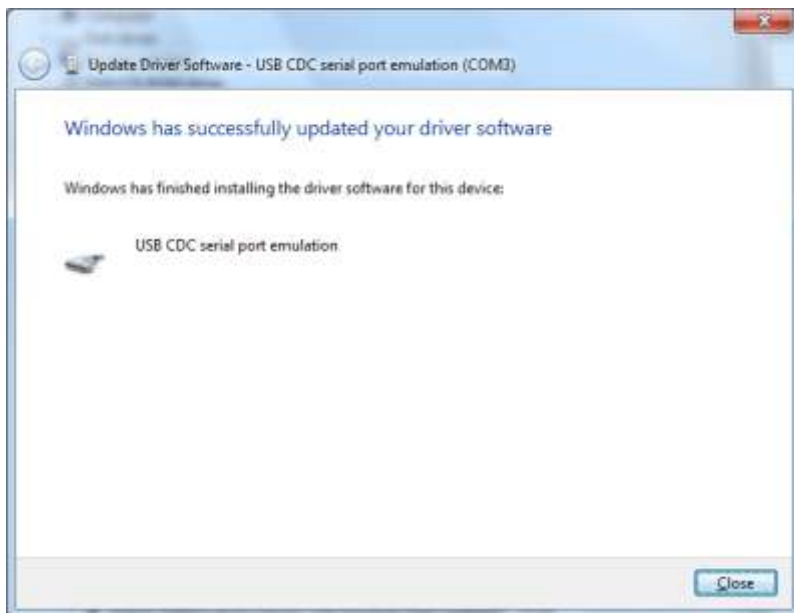 Update Driver Software - USB CDC serial port emulation (COM3)
Windows has successfully updated your driver software
Windows has finished installing the driver software for this device:
USB CDC serial port emulation
Close